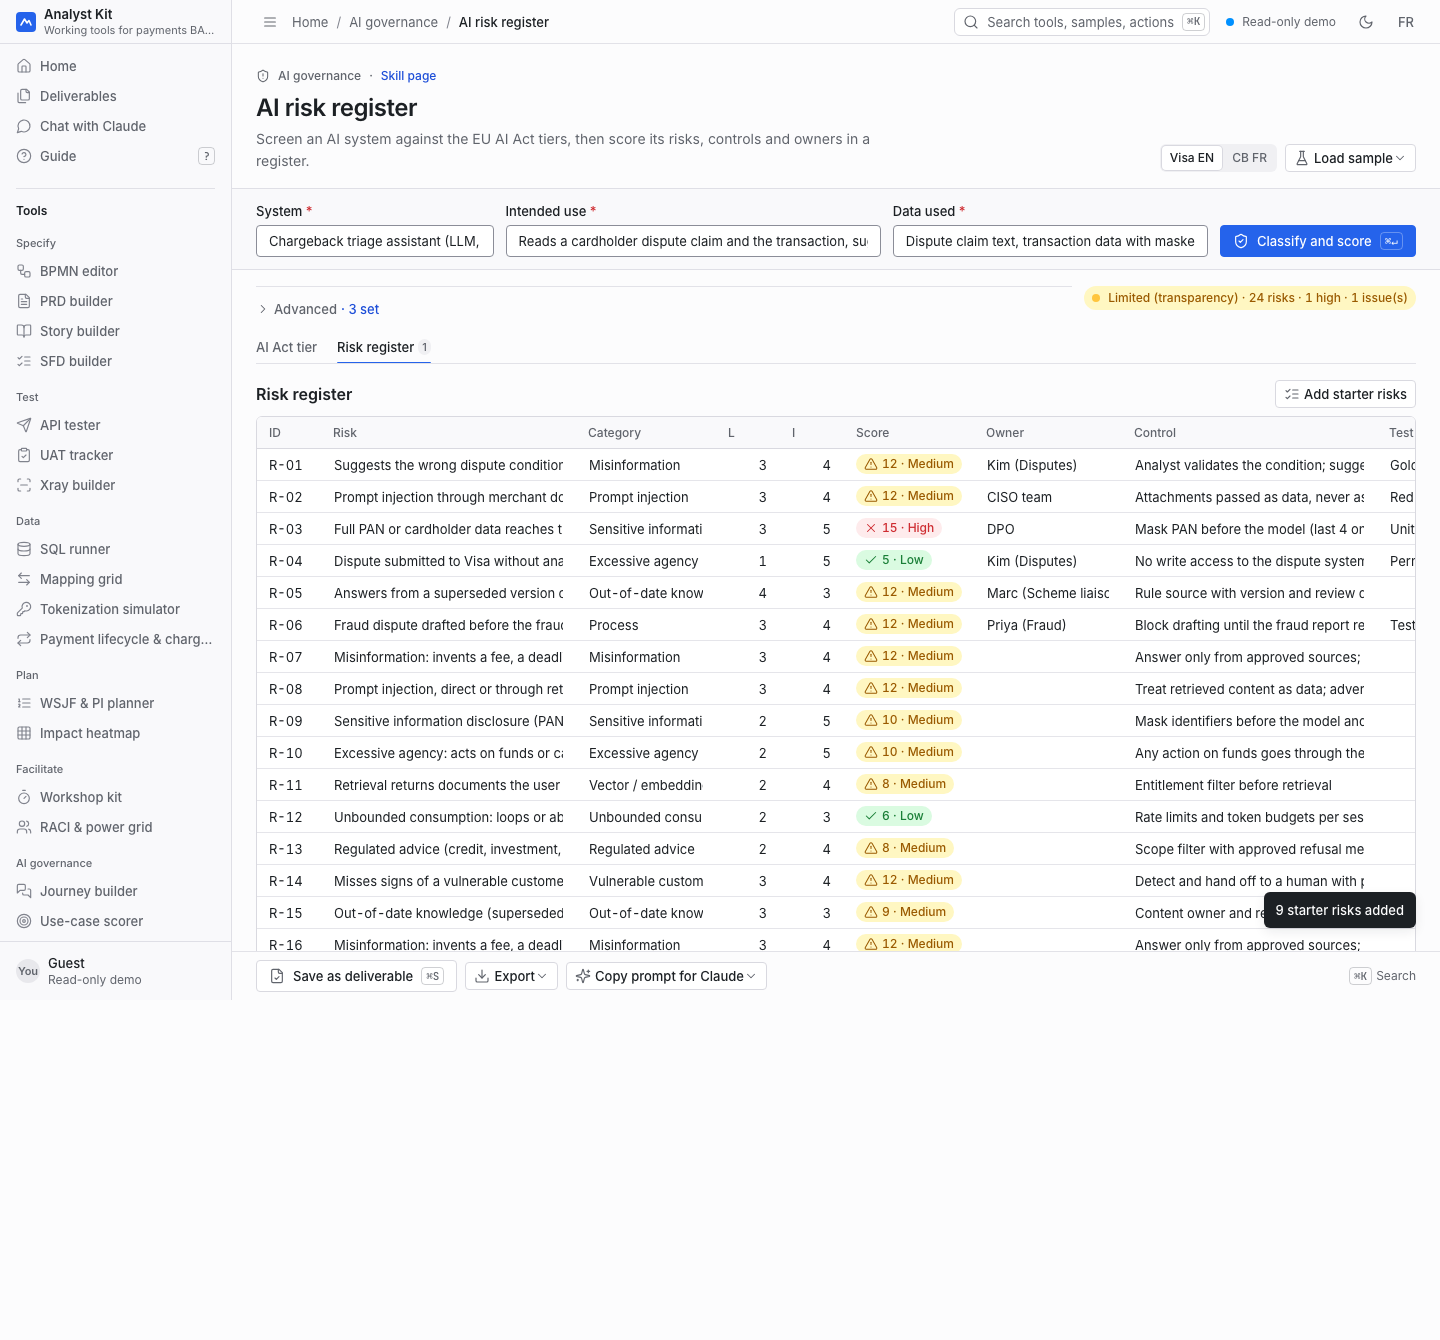 Analyst Kit
Working tools for payments BA...
Home
Deliverables
Chat with Claude
Guide ?
Tools
Specify
BPMN editor
PRD builder
Story builder
SFD builder
Test
API tester
UAT tracker
Xray builder
Data
SQL runner
Mapping grid
Tokenization simulator
Payment lifecycle & charg...
Plan
WSJF & PI planner
Impact heatmap
Facilitate
Workshop kit
RACI & power grid
AI governance
Journey builder
Use-case scorer
You
Guest
Read-only demo
Home / AI governance / AI risk register
Search tools, samples, actions ⌘K
Read-only demo
FR
AI governance · Skill page
AI risk register
Screen an AI system against the EU AI Act tiers, then score its risks, controls and owners in a
register.
Visa EN CB FR
Load sample
System * Intended use * Data used *
Chargeback triage assistant (LLM, Reads a cardholder dispute claim and the transaction, su Dispute claim text, transaction data with maske Classify and score ⌘↵
Limited (transparency) · 24 risks · 1 high · 1 issue(s)
Advanced · 3 set
AI Act tier Risk register 1
Risk register Add starter risks
ID Risk Category L I Score Owner Control Test
R-01 Suggests the wrong dispute condition Misinformation 3 4 12 · Medium Kim (Disputes) Analyst validates the condition; sugge Gold
R-02 Prompt injection through merchant do Prompt injection 3 4 12 · Medium CISO team Attachments passed as data, never as Red
R-03 Full PAN or cardholder data reaches t Sensitive informati 3 5 15 · High DPO Mask PAN before the model (last 4 or Unit
R-04 Dispute submitted to Visa without ana Excessive agency 1 5 5 · Low Kim (Disputes) No write access to the dispute system Perr
R-05 Answers from a superseded version o Out-of-date know 4 3 12 · Medium Marc (Scheme liaisc Rule source with version and review d
R-06 Fraud dispute drafted before the frauc Process 3 4 12 · Medium Priya (Fraud) Block drafting until the fraud report re Test
R-07 Misinformation: invents a fee, a deadl Misinformation 3 4 12 · Medium Answer only from approved sources;
R-08 Prompt injection, direct or through ret Prompt injection 3 4 12 · Medium Treat retrieved content as data; adver
R-09 Sensitive information disclosure (PAN Sensitive informati 2 5 10 · Medium Mask identifiers before the model and
R-10 Excessive agency: acts on funds or ca Excessive agency 2 5 10 · Medium Any action on funds goes through the
R-11 Retrieval returns documents the user Vector / embeddin 2 4 8 · Medium Entitlement filter before retrieval
R-12 Unbounded consumption: loops or ab Unbounded consu 2 3 6 · Low Rate limits and token budgets per ses
R-13 Regulated advice (credit, investment, Regulated advice 2 4 8 · Medium Scope filter with approved refusal me
R-14 Misses signs of a vulnerable custome Vulnerable custom 3 4 12 · Medium Detect and hand off to a human with p
R-15 Out-of-date knowledge (superseded Out-of-date know 3 3 9 · Medium Content owner and re
R-16 Misinformation: invents a fee, a deadl Misinformation 3 4 12 · Medium Answer only from approved sources;
9 starter risks added
Save as deliverable ⌘S Export Copy prompt for Claude ⌘K Search